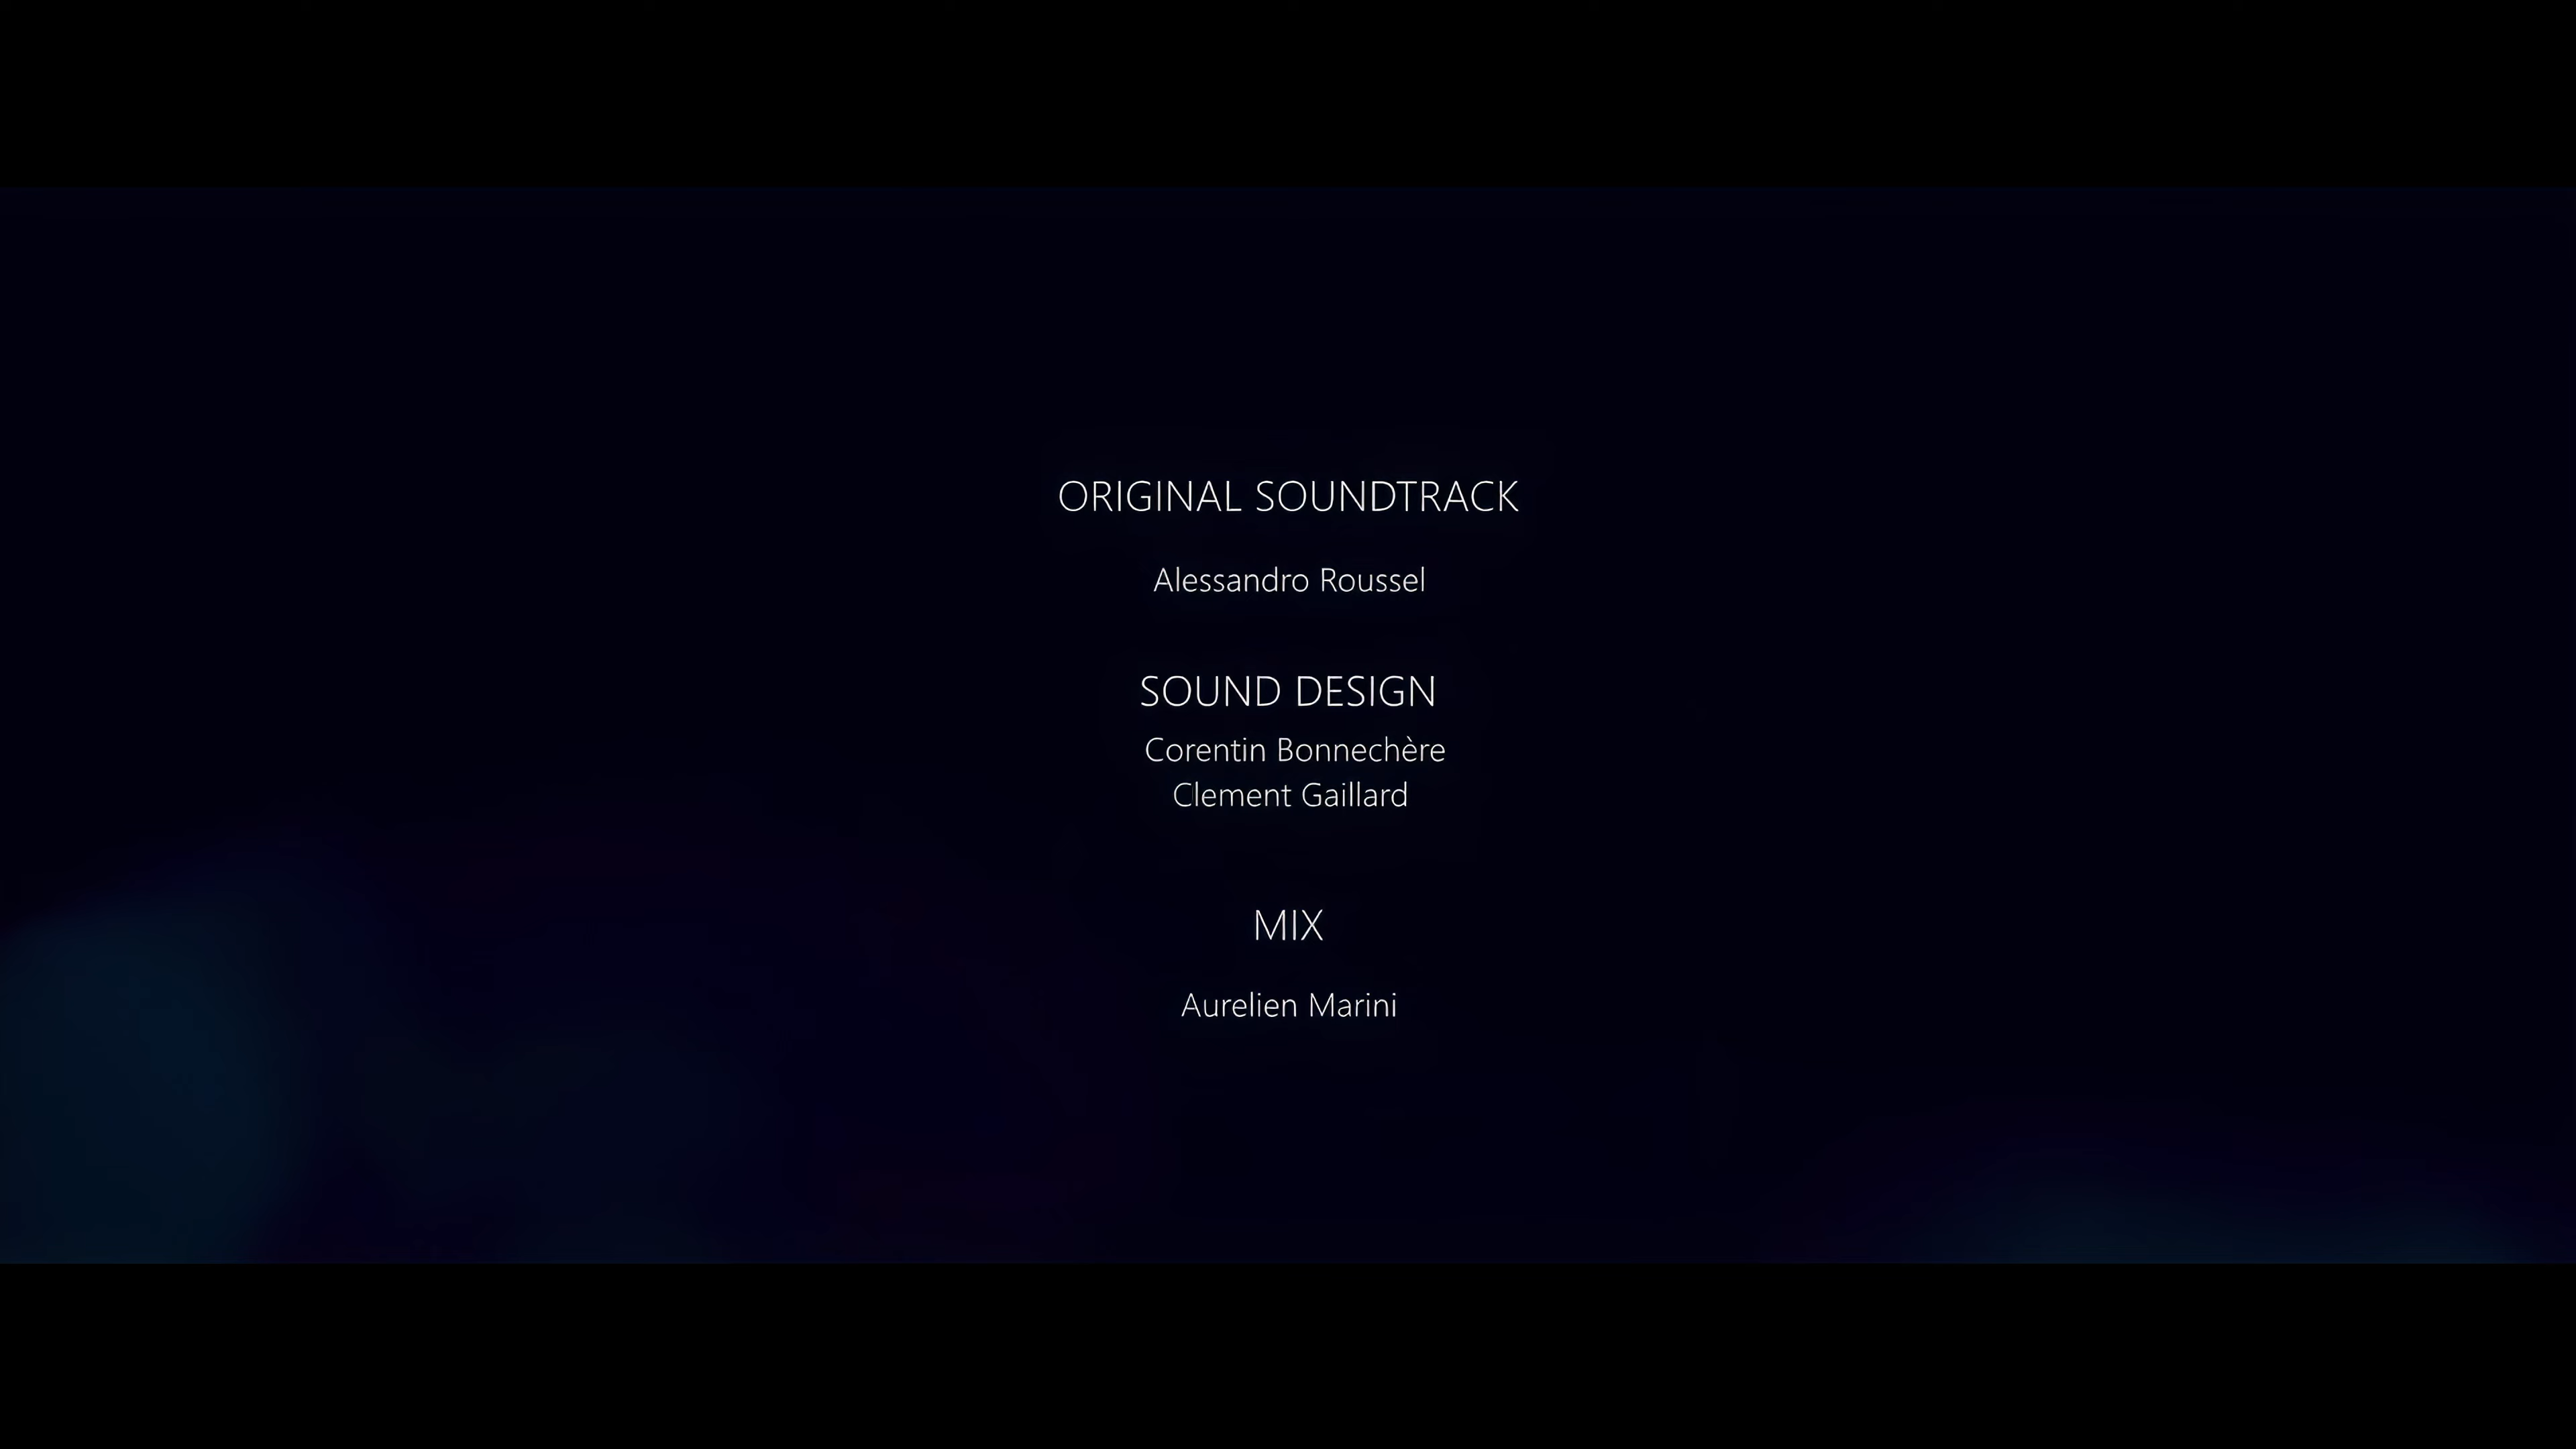 ORIGINAL SOUNDTRACK
Alessandro Roussel
SOUND DESIGN
Corentin Bonnechère
Clement Gaillard
MIX
Aurelien Marini